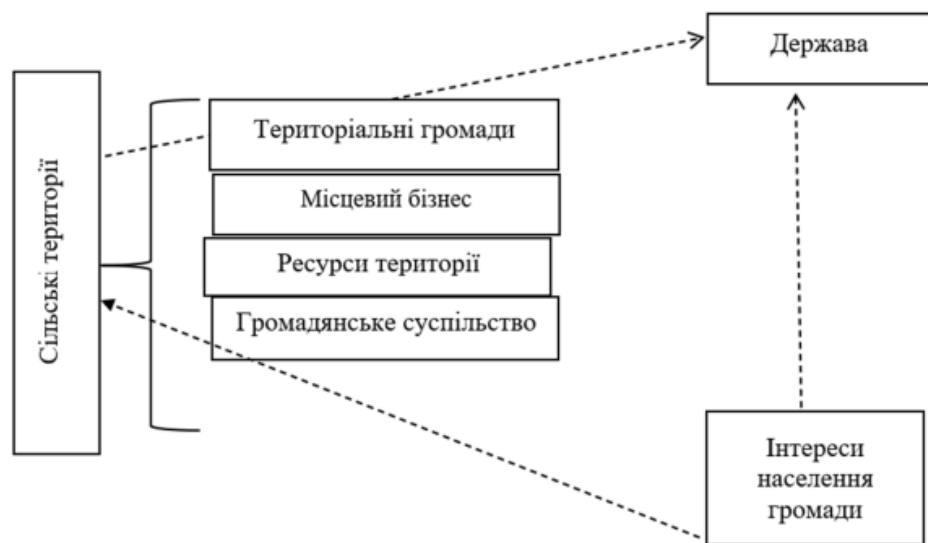 Держава
Сільські території
Територіальні громади
Місцевий бізнес
Ресурси території
Громадянське суспільство
Інтереси
населення
громади